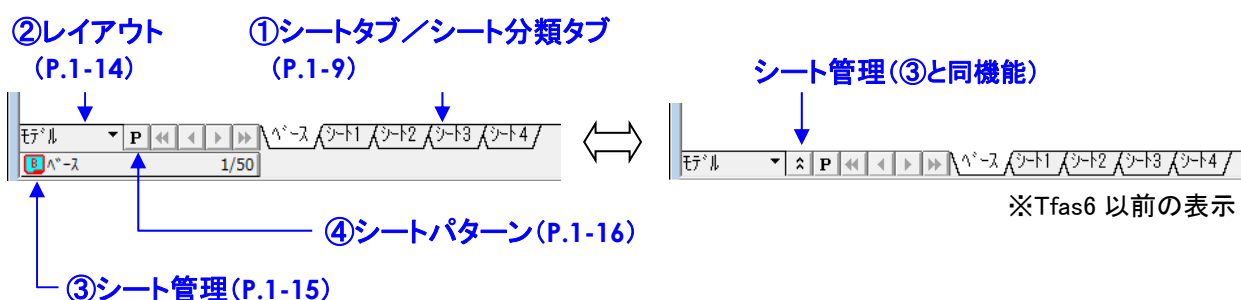 ②レイアウト
（P.1-14）
①シートタブ／シート分類タブ
（P.1-9）
シート管理（③と同機能）
ﾓﾃﾞﾙ P ﾍﾞｰｽ ｼｰﾄ1 ｼｰﾄ2 ｼｰﾄ3 ｼｰﾄ4
B ﾍﾞｰｽ 1/50
ﾓﾃﾞﾙ P ﾍﾞｰｽ ｼｰﾄ1 ｼｰﾄ2 ｼｰﾄ3 ｼｰﾄ4
※Tfas6 以前の表示
④シートパターン（P.1-16）
③シート管理（P.1-15）